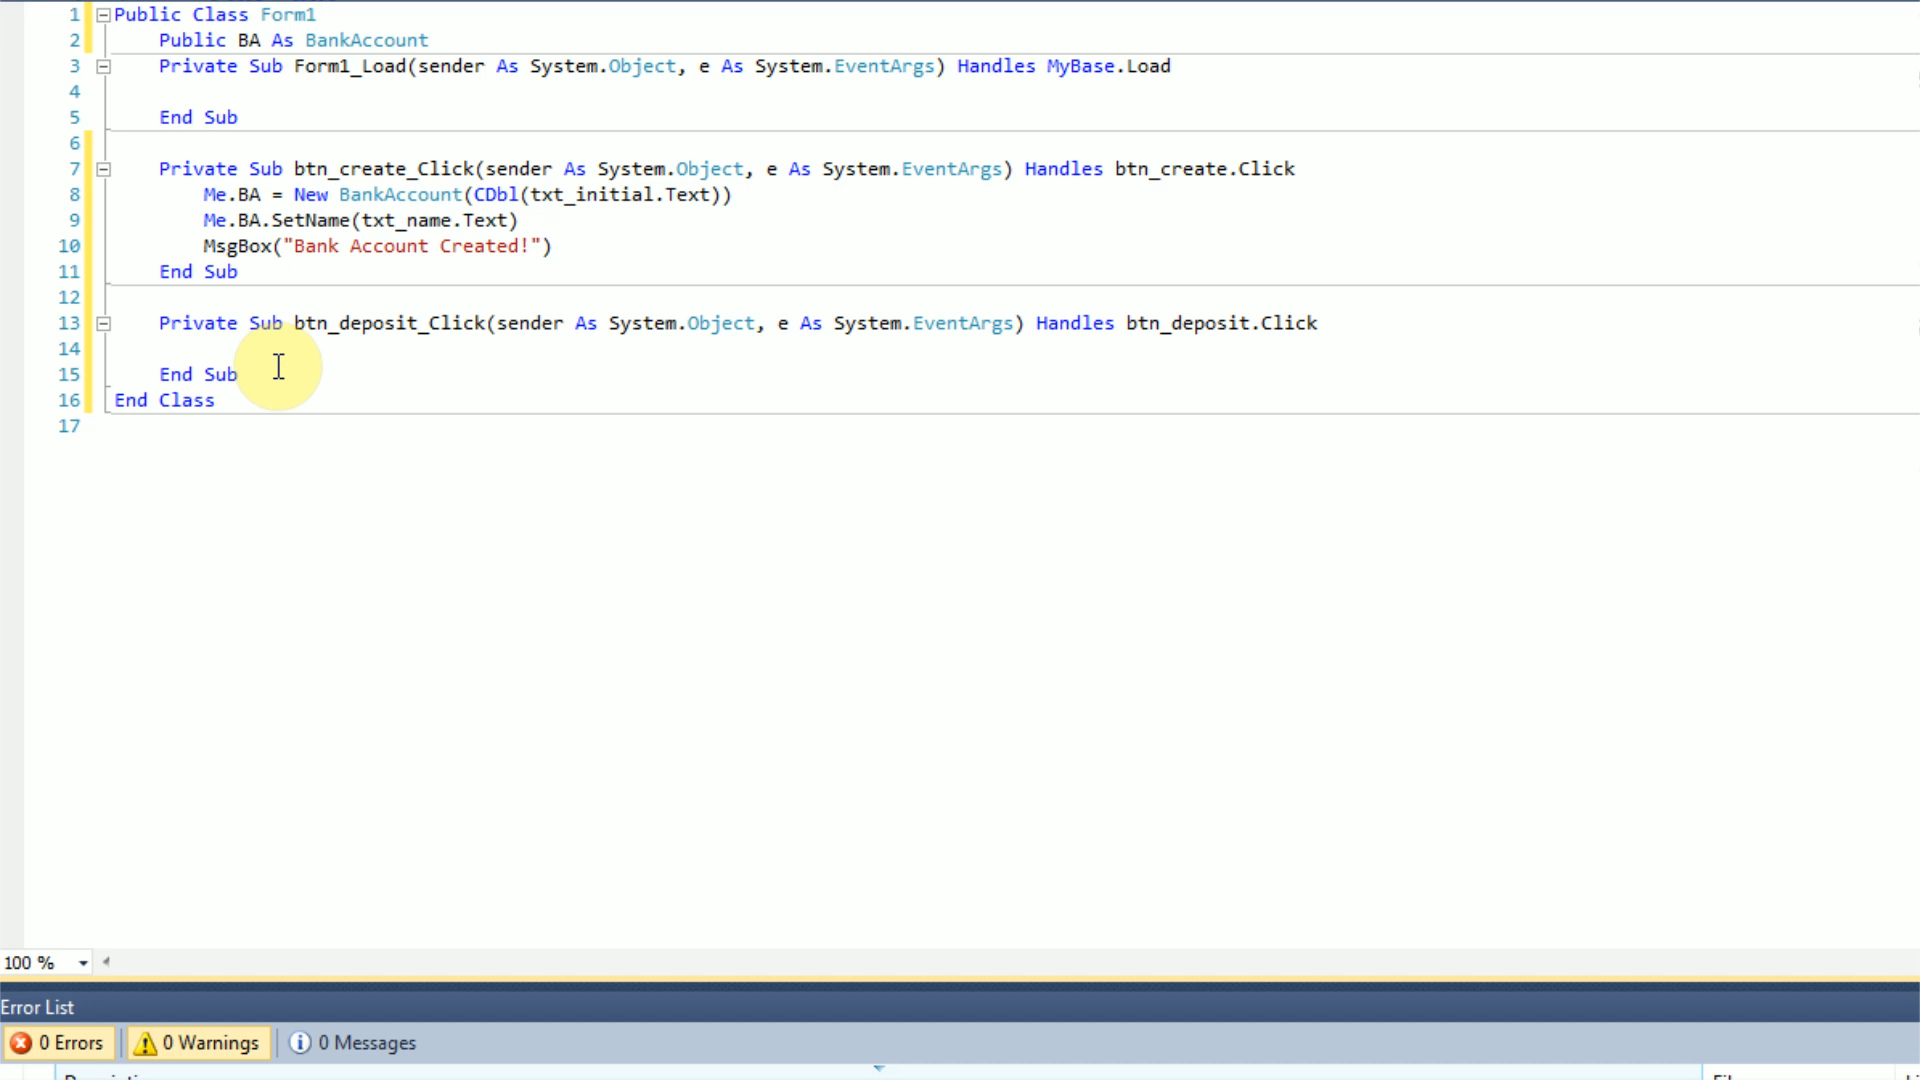 1 Public Class Form1
2 Public BA As BankAccount
3 Private Sub Form1_Load(sender As System.Object, e As System.EventArgs) Handles MyBase.Load
4
5 End Sub
6
7 Private Sub btn_create_Click(sender As System.Object, e As System.EventArgs) Handles btn_create.Click
8 Me.BA = New BankAccount(CDbl(txt_initial.Text))
9 Me.BA.SetName(txt_name.Text)
10 MsgBox("Bank Account Created!")
11 End Sub
12
13 Private Sub btn_deposit_Click(sender As System.Object, e As System.EventArgs) Handles btn_deposit.Click
14
15 End Sub
16 End Class
17
100 %
Error List
0 Errors 0 Warnings 0 Messages